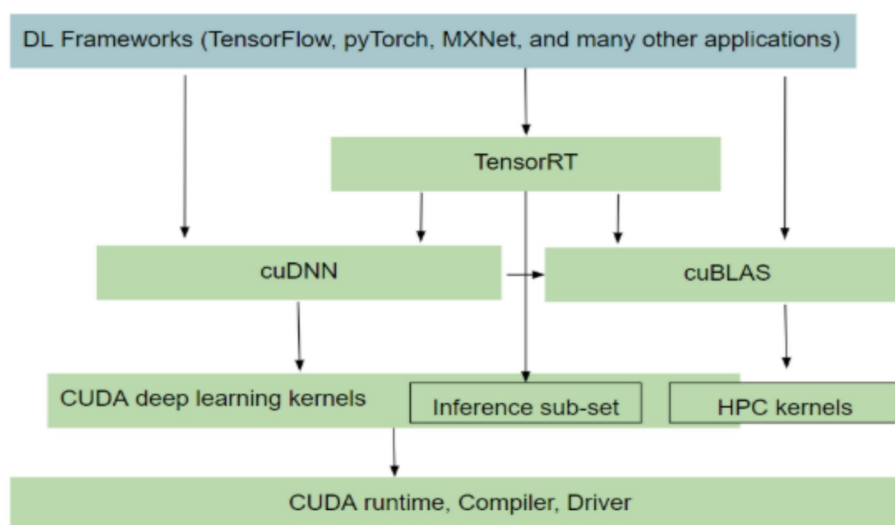 DL Frameworks (TensorFlow, pyTorch, MXNet, and many other applications)
TensorRT
cuDNN
cuBLAS
CUDA deep learning kernels
Inference sub-set
HPC kernels
CUDA runtime, Compiler, Driver